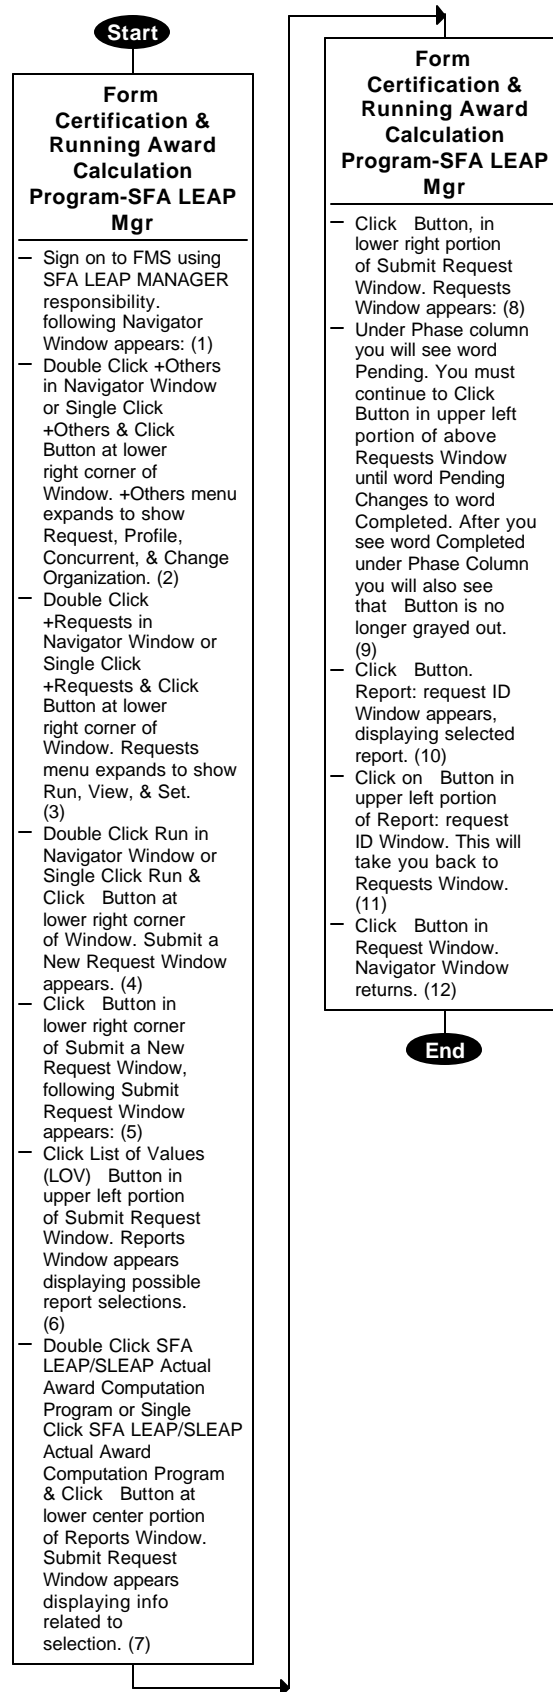 Start
Form
Certification &
Running Award
Calculation
Program-SFA LEAP
Mgr
– Sign on to FMS using
SFA LEAP MANAGER
responsibility.
following Navigator
Window appears: (1)
– Double Click +Others
in Navigator Window
or Single Click
+Others & Click
Button at lower
right corner of
Window. +Others menu
expands to show
Request, Profile,
Concurrent, & Change
Organization. (2)
– Double Click
+Requests in
Navigator Window or
Single Click
+Requests & Click
Button at lower
right corner of
Window. Requests
menu expands to show
Run, View, & Set.
(3)
– Double Click Run in
Navigator Window or
Single Click Run &
Click Button at
lower right corner
of Window. Submit a
New Request Window
appears. (4)
– Click Button in
lower right corner
of Submit a New
Request Window,
following Submit
Request Window
appears: (5)
– Click List of Values
(LOV) Button in
upper left portion
of Submit Request
Window. Reports
Window appears
displaying possible
report selections.
(6)
– Double Click SFA
LEAP/SLEAP Actual
Award Computation
Program or Single
Click SFA LEAP/SLEAP
Actual Award
Computation Program
& Click Button at
lower center portion
of Reports Window.
Submit Request
Window appears
displaying info
related to
selection. (7)
Form
Certification &
Running Award
Calculation
Program-SFA LEAP
Mgr
– Click Button, in
lower right portion
of Submit Request
Window. Requests
Window appears: (8)
– Under Phase column
you will see word
Pending. You must
continue to Click
Button in upper left
portion of above
Requests Window
until word Pending
Changes to word
Completed. After you
see word Completed
under Phase Column
you will also see
that Button is no
longer grayed out.
(9)
– Click Button.
Report: request ID
Window appears,
displaying selected
report. (10)
– Click on Button in
upper left portion
of Report: request
ID Window. This will
take you back to
Requests Window.
(11)
– Click Button in
Request Window.
Navigator Window
returns. (12)
End